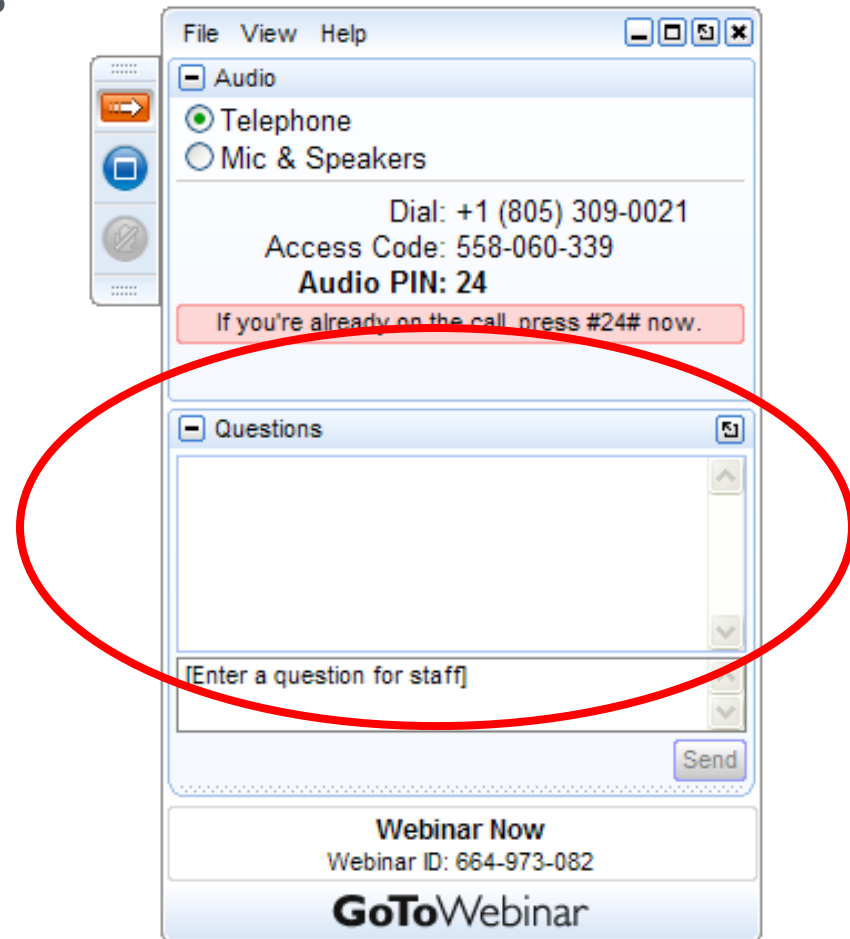 File View Help
Audio
Telephone
Mic & Speakers
Dial: +1 (805) 309-0021
Access Code: 558-060-339
Audio PIN: 24
If you're already on the call, press #24# now.
Questions
[Enter a question for staff]
Send
Webinar Now
Webinar ID: 664-973-082
GoToWebinar